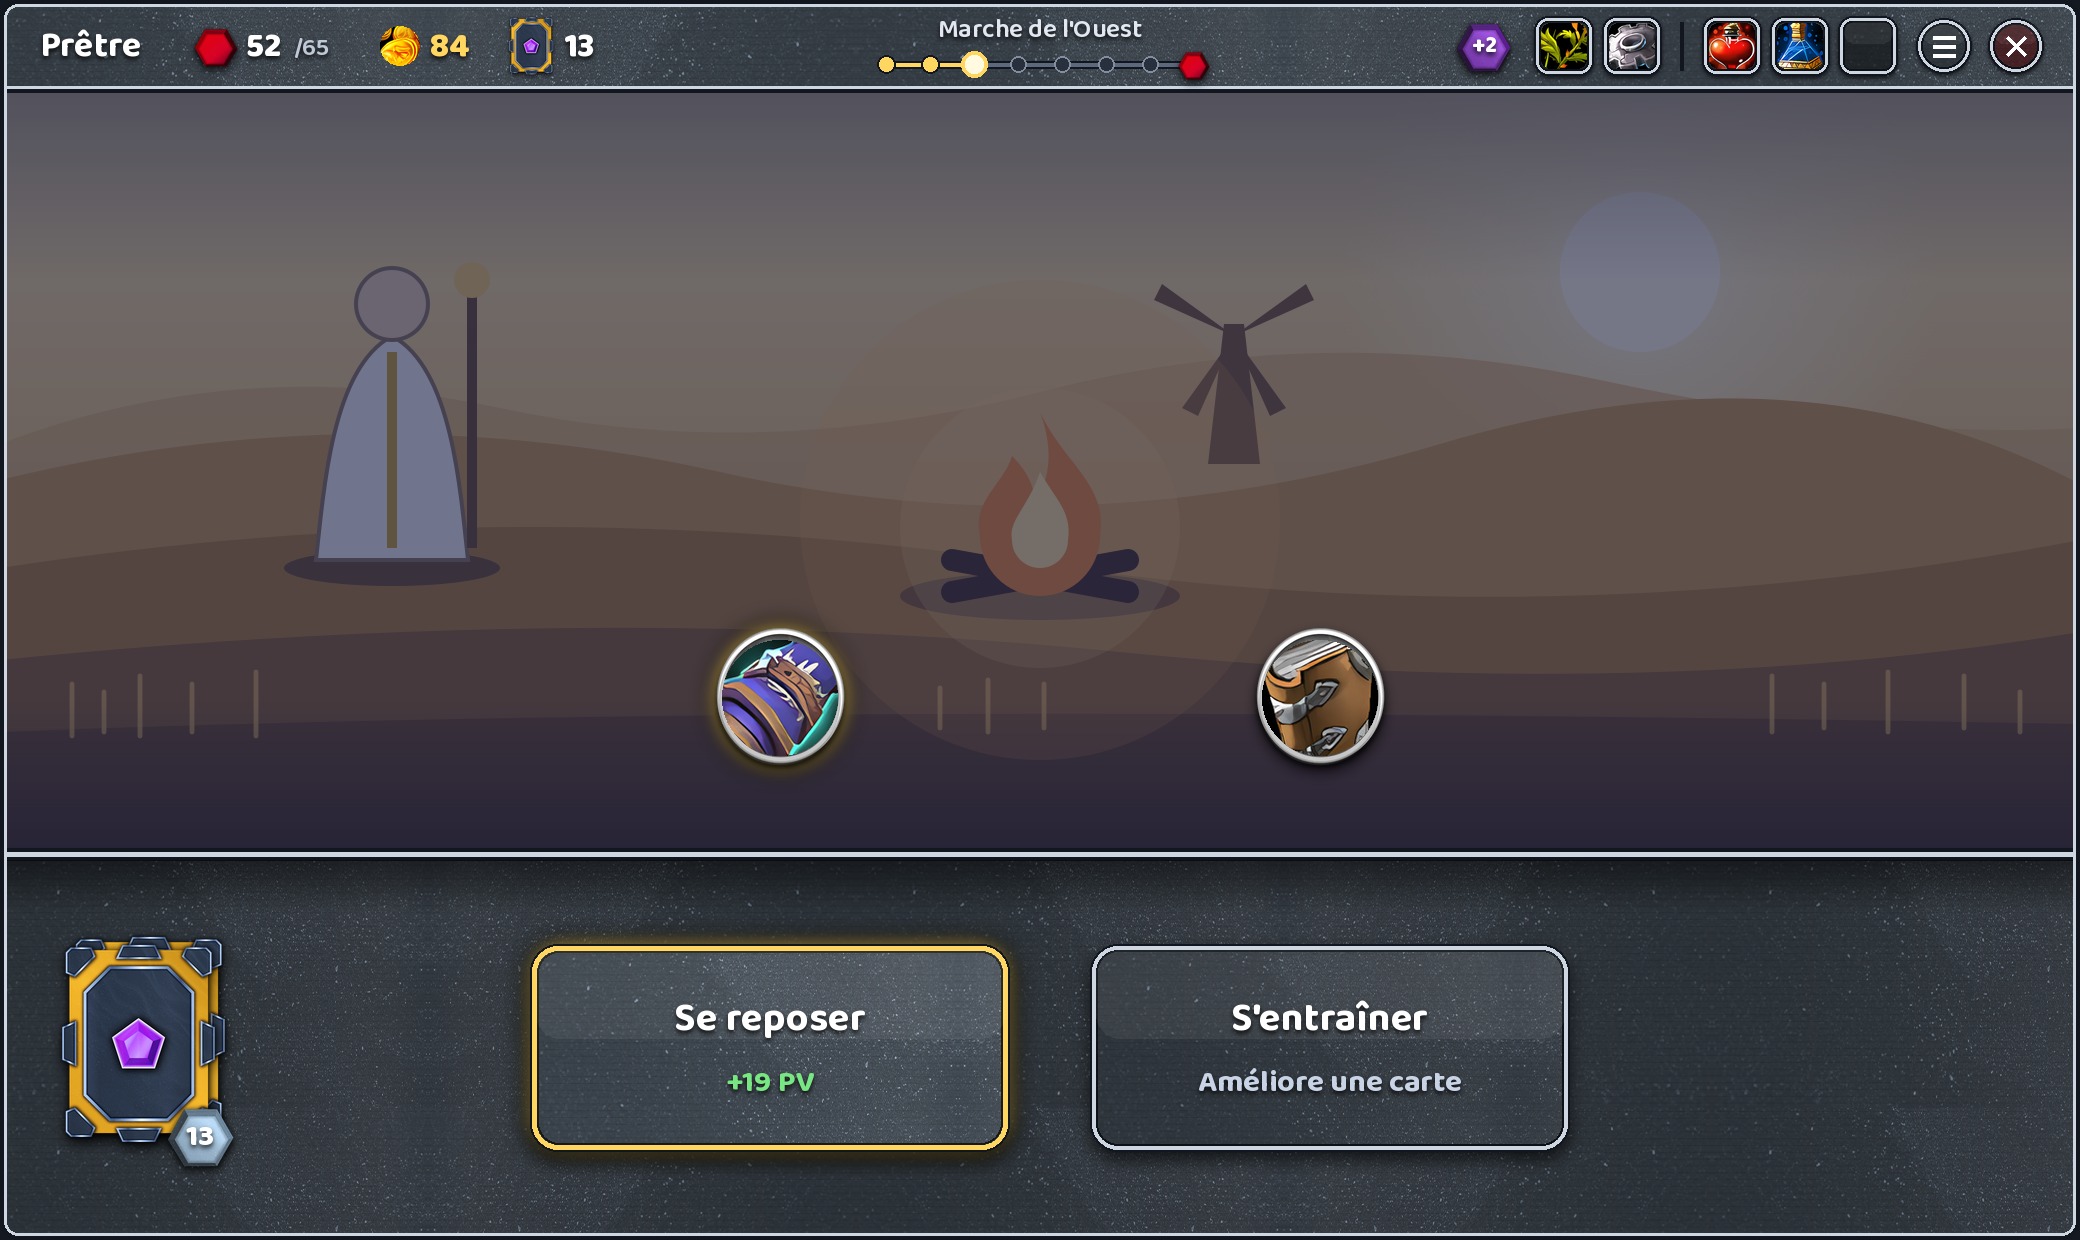 Prêtre
52 /65
84
13
Marche de l'Ouest
+2
Se reposer
+19 PV
S'entraîner
Améliore une carte
13